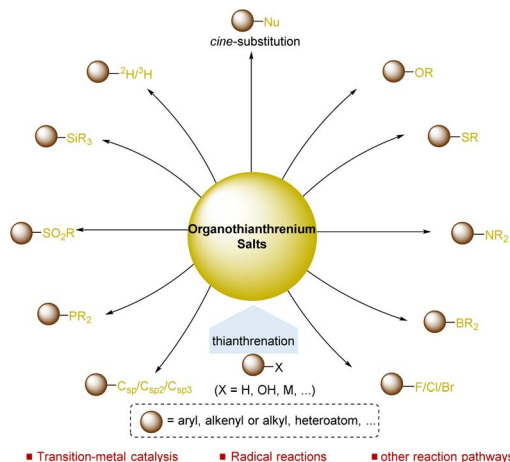 Nu
cine-substitution
²H/³H
OR
SiR₃
SR
Organothianthrenium
Salts
SO₂R
NR₂
PR₂
BR₂
thianthrenation
X
Csp/Csp2/Csp3
(X = H, OH, M, ...)
F/Cl/Br
= aryl, alkenyl or alkyl, heteroatom, ...
Transition-metal catalysis
Radical reactions
other reaction pathways